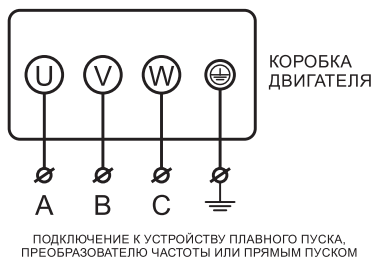 U V W
КОРОБКА
ДВИГАТЕЛЯ
A B C
ПОДКЛЮЧЕНИЕ К УСТРОЙСТВУ ПЛАВНОГО ПУСКА,
ПРЕОБРАЗОВАТЕЛЮ ЧАСТОТЫ ИЛИ ПРЯМЫМ ПУСКОМ